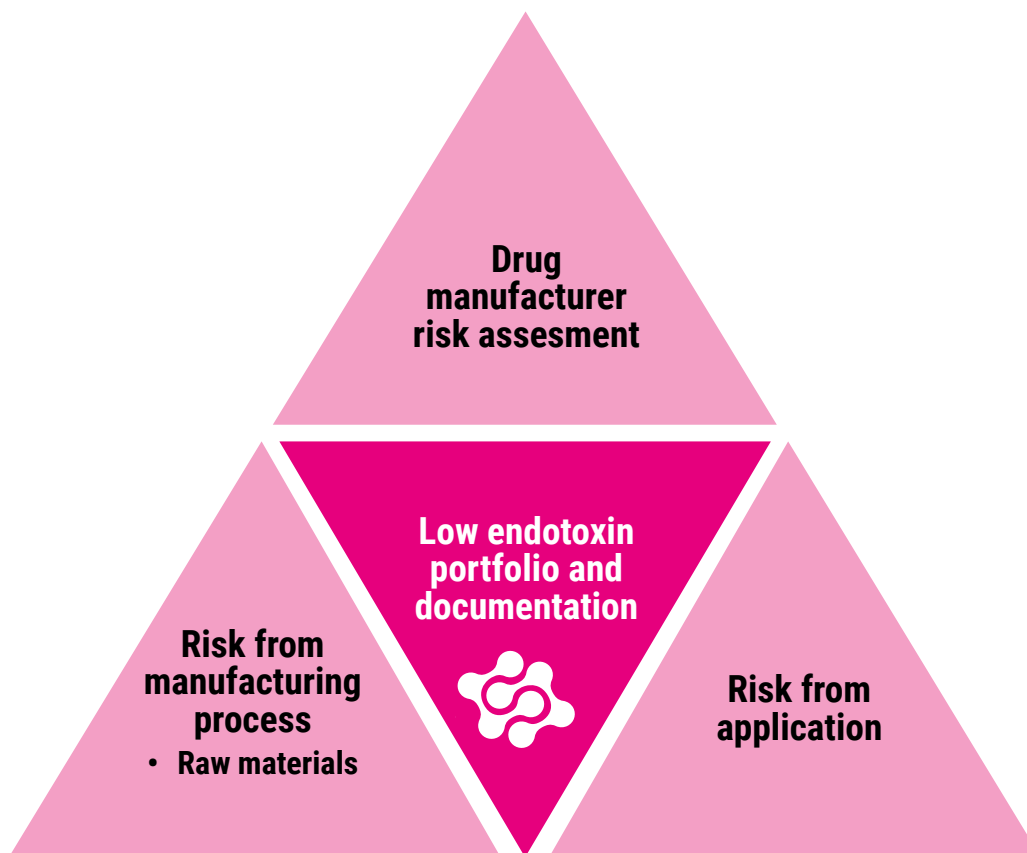 Drug
manufacturer
risk assesment
Low endotoxin
portfolio and
documentation
Risk from
manufacturing
process
• Raw materials
Risk from
application